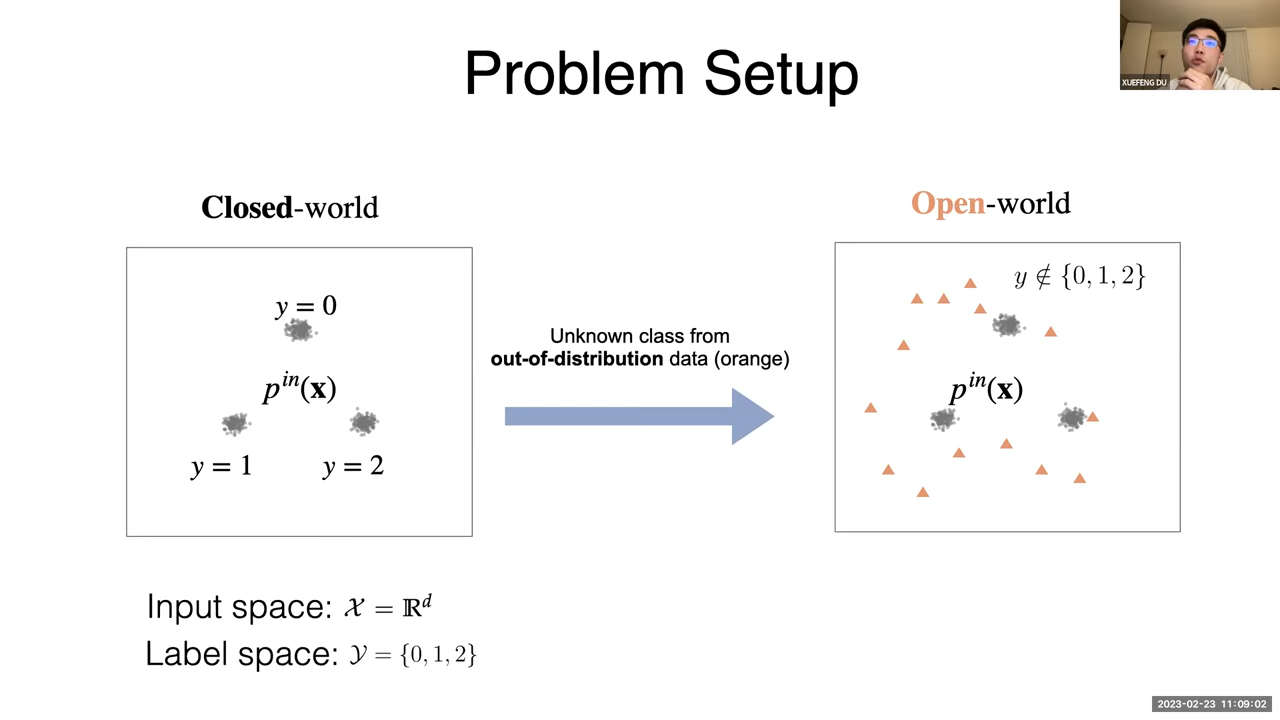 Problem Setup
XUEFENG DU
Closed-world
Open-world
y = 0
p^{in}(x)
y = 1
y = 2
Unknown class from
out-of-distribution data (orange)
y ∉ {0, 1, 2}
p^{in}(x)
Input space: 𝒳 = ℝ^d
Label space: 𝒴 = {0, 1, 2}
2023-02-23 11:09:02